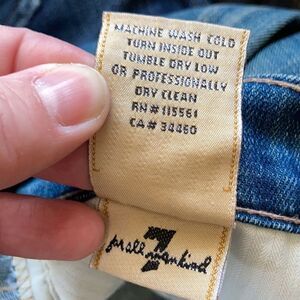 MACHINE WASH COLD
TURN INSIDE OUT
TUMBLE DRY LOW
OR PROFESSIONALLY
DRY CLEAN
RN# 115561
CA# 34460
7
for all mankind